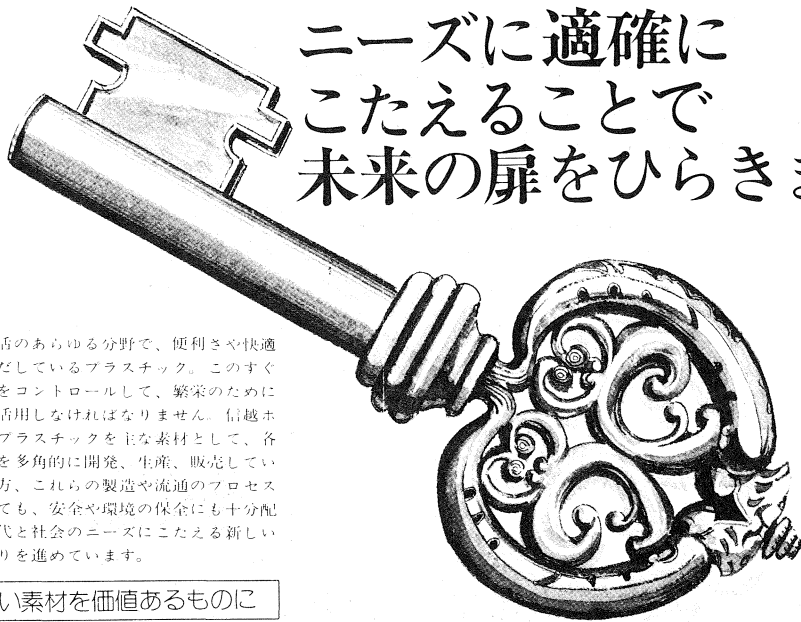 ニーズに適確に
こたえることで
未来の扉をひらきま
活のあらゆる分野で、便利さや快適
だしているプラスチック。このすぐ
をコントロールして、繁栄のために
活用しなければなりません。信越ポ
プラスチックを主な素材として、各
を多角的に開発、生産、販売してい
方、これらの製造や流通のプロセス
ても、安全や環境の保全にも十分配
代と社会のニーズにこたえる新しい
りを進めています。
い素材を価値あるものに